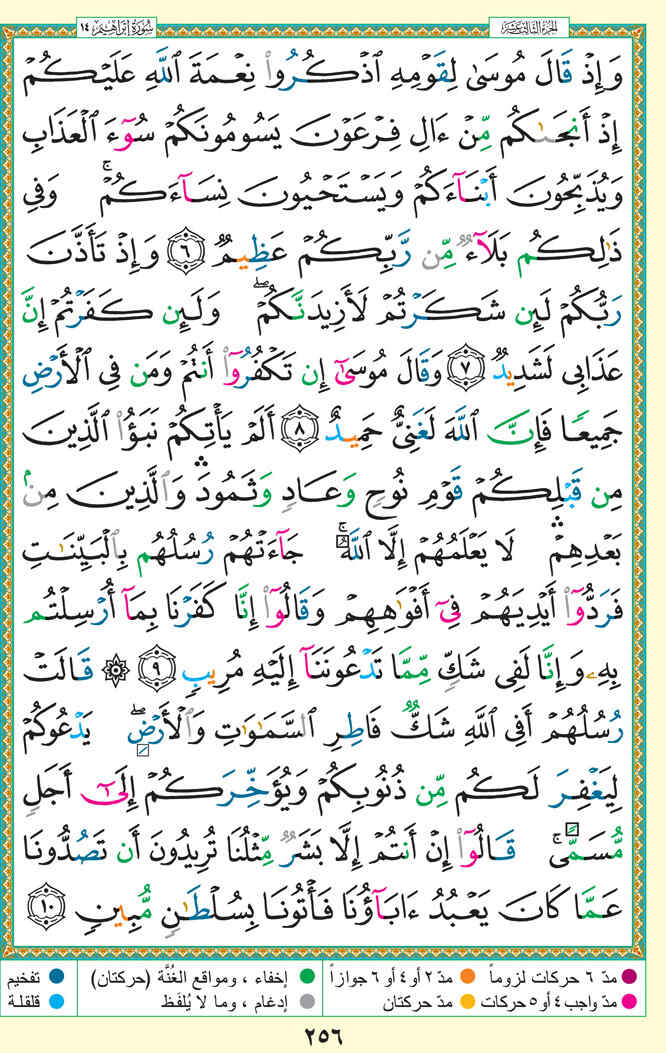 الجزء الثالث عشر
سورة إبراهيم ١٤
وَإِذْ قَالَ مُوسَىٰ لِقَوْمِهِ ٱذْكُرُوا۟ نِعْمَةَ ٱللَّهِ عَلَيْكُمْ
إِذْ أَنجَىٰكُم مِّنْ ءَالِ فِرْعَوْنَ يَسُومُونَكُمْ سُوٓءَ ٱلْعَذَابِ
وَيُذَبِّحُونَ أَبْنَآءَكُمْ وَيَسْتَحْيُونَ نِسَآءَكُمْ ۚ وَفِى
ذَٰلِكُم بَلَآءٌ مِّن رَّبِّكُمْ عَظِيمٌ ٦ وَإِذْ تَأَذَّنَ
رَبُّكُمْ لَئِن شَكَرْتُمْ لَأَزِيدَنَّكُمْ ۖ وَلَئِن كَفَرْتُمْ إِنَّ
عَذَابِى لَشَدِيدٌ ٧ وَقَالَ مُوسَىٰٓ إِن تَكْفُرُوٓا۟ أَنتُمْ وَمَن فِى ٱلْأَرْضِ
جَمِيعًا فَإِنَّ ٱللَّهَ لَغَنِىٌّ حَمِيدٌ ٨ أَلَمْ يَأْتِكُمْ نَبَؤُا۟ ٱلَّذِينَ
مِن قَبْلِكُمْ قَوْمِ نُوحٍ وَعَادٍ وَثَمُودَ ۛ وَٱلَّذِينَ مِنۢ
بَعْدِهِمْ ۛ لَا يَعْلَمُهُمْ إِلَّا ٱللَّهُ ۚ جَآءَتْهُمْ رُسُلُهُم بِٱلْبَيِّنَـٰتِ
فَرَدُّوٓا۟ أَيْدِيَهُمْ فِىٓ أَفْوَٰهِهِمْ وَقَالُوٓا۟ إِنَّا كَفَرْنَا بِمَآ أُرْسِلْتُم
بِهِۦ وَإِنَّا لَفِى شَكٍّ مِّمَّا تَدْعُونَنَآ إِلَيْهِ مُرِيبٍ ٩ ۞ قَالَتْ
رُسُلُهُمْ أَفِى ٱللَّهِ شَكٌّ فَاطِرِ ٱلسَّمَـٰوَٰتِ وَٱلْأَرْضِ ۖ يَدْعُوكُمْ
لِيَغْفِرَ لَكُم مِّن ذُنُوبِكُمْ وَيُؤَخِّرَكُمْ إِلَىٰٓ أَجَلٍ
مُّسَمًّى ۚ قَالُوٓا۟ إِنْ أَنتُمْ إِلَّا بَشَرٌ مِّثْلُنَا تُرِيدُونَ أَن تَصُدُّونَا
عَمَّا كَانَ يَعْبُدُ ءَابَآؤُنَا فَأْتُونَا بِسُلْطَـٰنٍ مُّبِينٍ ١٠
مدّ ٦ حركات لزوماً مدّ ٢ أو ٤ أو ٦ جوازاً إخفاء ، ومواقع الغُنَّة (حركتان) تفخيم
مدّ واجب ٤ أو ٥ حركات مدّ حركتان إدغام ، وما لا يُلفَظ قلقلة
٢٥٦